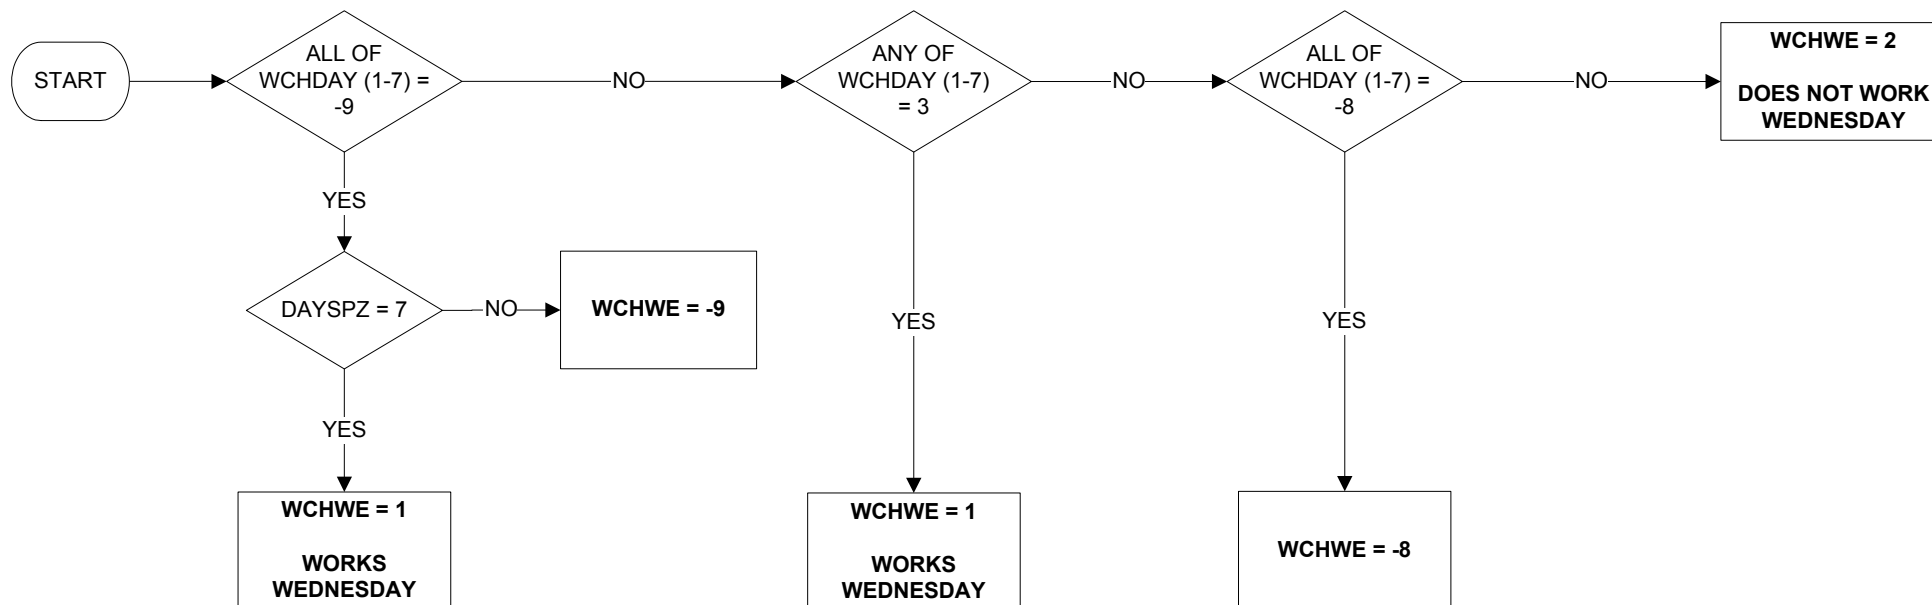 START
ALL OF
WCHDAY (1-7) =
-9
NO
ANY OF
WCHDAY (1-7)
= 3
NO
ALL OF
WCHDAY (1-7) =
-8
NO
WCHWE = 2
DOES NOT WORK
WEDNESDAY
YES
DAYSPZ = 7
NO
WCHWE = -9
YES
YES
YES
WCHWE = 1
WORKS
WEDNESDAY
WCHWE = 1
WORKS
WEDNESDAY
WCHWE = -8